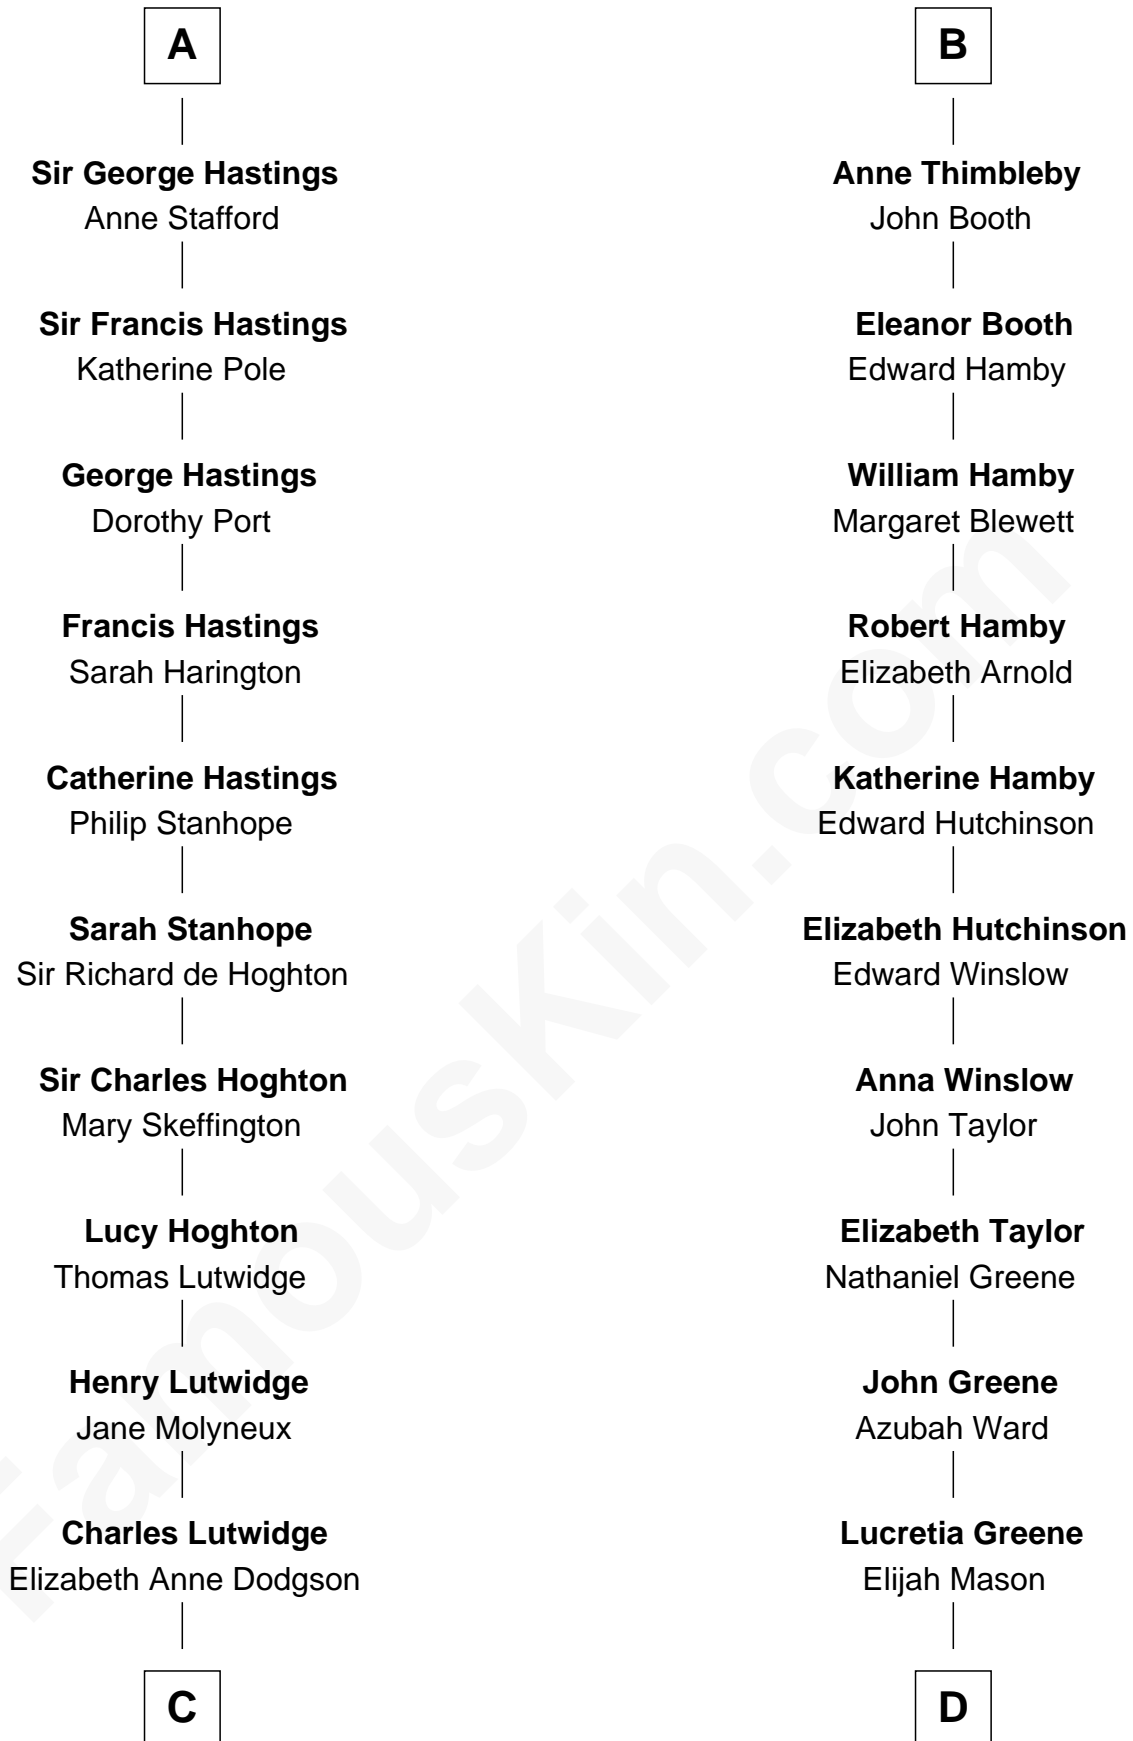 A
Sir George Hastings
Anne Stafford
Sir Francis Hastings
Katherine Pole
George Hastings
Dorothy Port
Francis Hastings
Sarah Harington
Catherine Hastings
Philip Stanhope
Sarah Stanhope
Sir Richard de Hoghton
Sir Charles Hoghton
Mary Skeffington
Lucy Hoghton
Thomas Lutwidge
Henry Lutwidge
Jane Molyneux
Charles Lutwidge
Elizabeth Anne Dodgson
C
B
Anne Thimbleby
John Booth
Eleanor Booth
Edward Hamby
William Hamby
Margaret Blewett
Robert Hamby
Elizabeth Arnold
Katherine Hamby
Edward Hutchinson
Elizabeth Hutchinson
Edward Winslow
Anna Winslow
John Taylor
Elizabeth Taylor
Nathaniel Greene
John Greene
Azubah Ward
Lucretia Greene
Elijah Mason
D
FamousKin.com